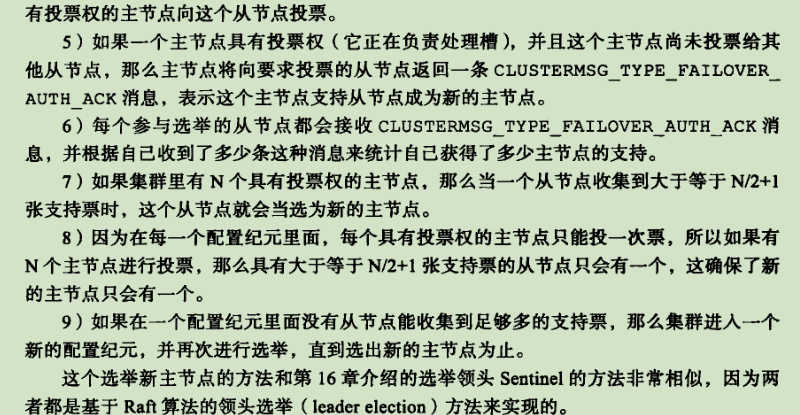 有投票权的主节点向这个从节点投票。
5）如果一个主节点具有投票权（它正在负责处理槽），并且这个主节点尚未投票给其
他从节点，那么主节点将向要求投票的从节点返回一条 CLUSTERMSG_TYPE_FAILOVER_
AUTH_ACK 消息，表示这个主节点支持从节点成为新的主节点。
6）每个参与选举的从节点都会接收 CLUSTERMSG_TYPE_FAILOVER_AUTH_ACK 消
息，并根据自己收到了多少条这种消息来统计自己获得了多少主节点的支持。
7）如果集群里有 N 个具有投票权的主节点，那么当一个从节点收集到大于等于 N/2+1
张支持票时，这个从节点就会当选为新的主节点。
8）因为在每一个配置纪元里面，每个具有投票权的主节点只能投一次票，所以如果有
N 个主节点进行投票，那么具有大于等于 N/2+1 张支持票的从节点只会有一个，这确保了新
的主节点只会有一个。
9）如果在一个配置纪元里面没有从节点能收集到足够多的支持票，那么集群进入一个
新的配置纪元，并再次进行选举，直到选出新的主节点为止。
这个选举新主节点的方法和第 16 章介绍的选举领头 Sentinel 的方法非常相似，因为两
者都是基于 Raft 算法的领头选举（leader election）方法来实现的。